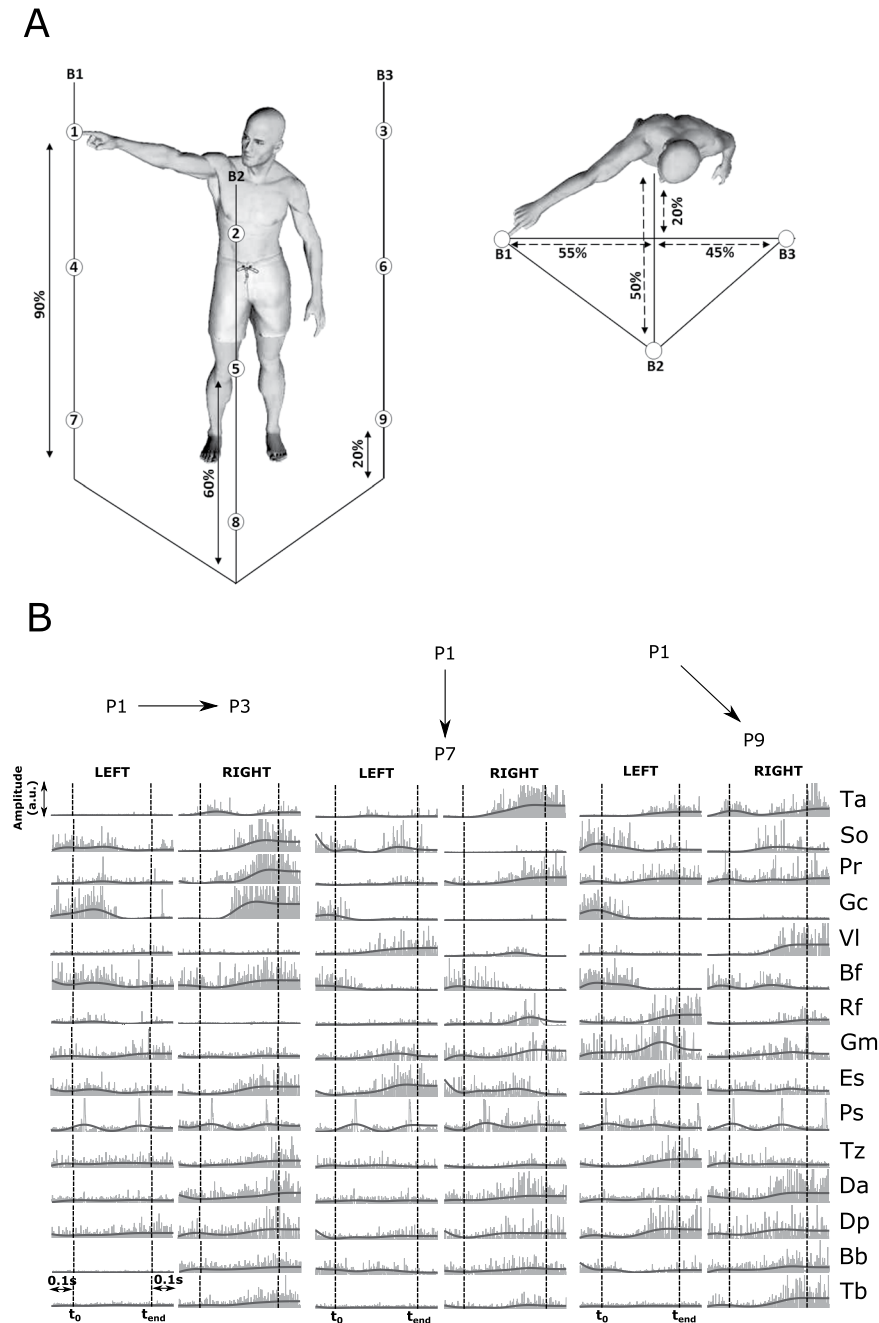 A
B1
B3
1
3
B2
2
4
6
90%
5
7
9
20%
60%
8
20%
B1
55%
45%
B3
50%
B2
B
P1 P3
P1
P7
P1
P9
LEFT RIGHT LEFT RIGHT LEFT RIGHT
Amplitude
(a.u.)
Ta
So
Pr
Gc
Vl
Bf
Rf
Gm
Es
Ps
Tz
Da
Dp
Bb
Tb
0.1s 0.1s
t0 tend t0 tend t0 tend